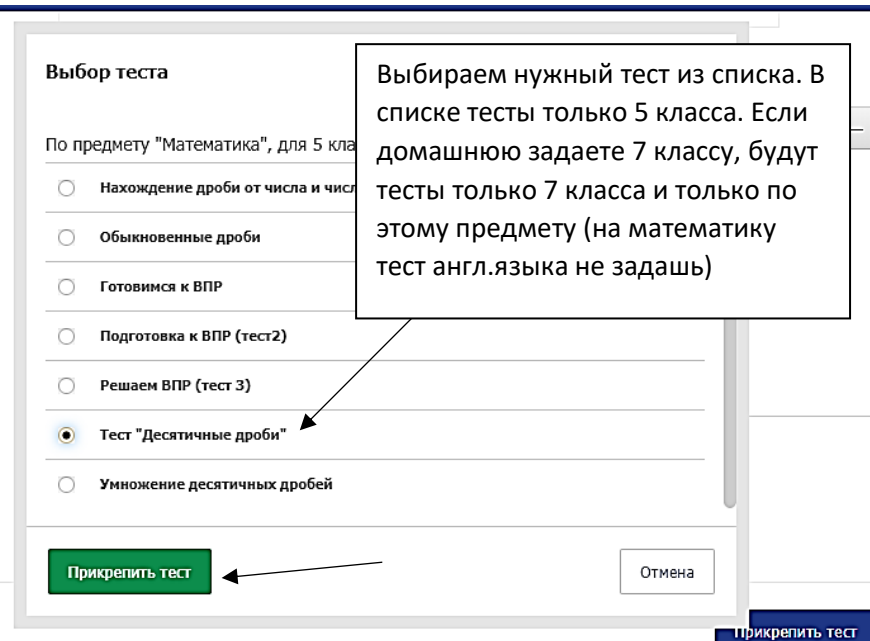 Выбор теста
Выбираем нужный тест из списка. В
списке тесты только 5 класса. Если
домашнюю задаете 7 классу, будут
тесты только 7 класса и только по
этому предмету (на математику
тест англ.языка не задашь)
По предмету "Математика", для 5 кла
Нахождение дроби от числа и чис
Обыкновенные дроби
Готовимся к ВПР
Подготовка к ВПР (тест2)
Решаем ВПР (тест 3)
Тест "Десятичные дроби"
Умножение десятичных дробей
Прикрепить тест
Отмена
Прикрепить тест